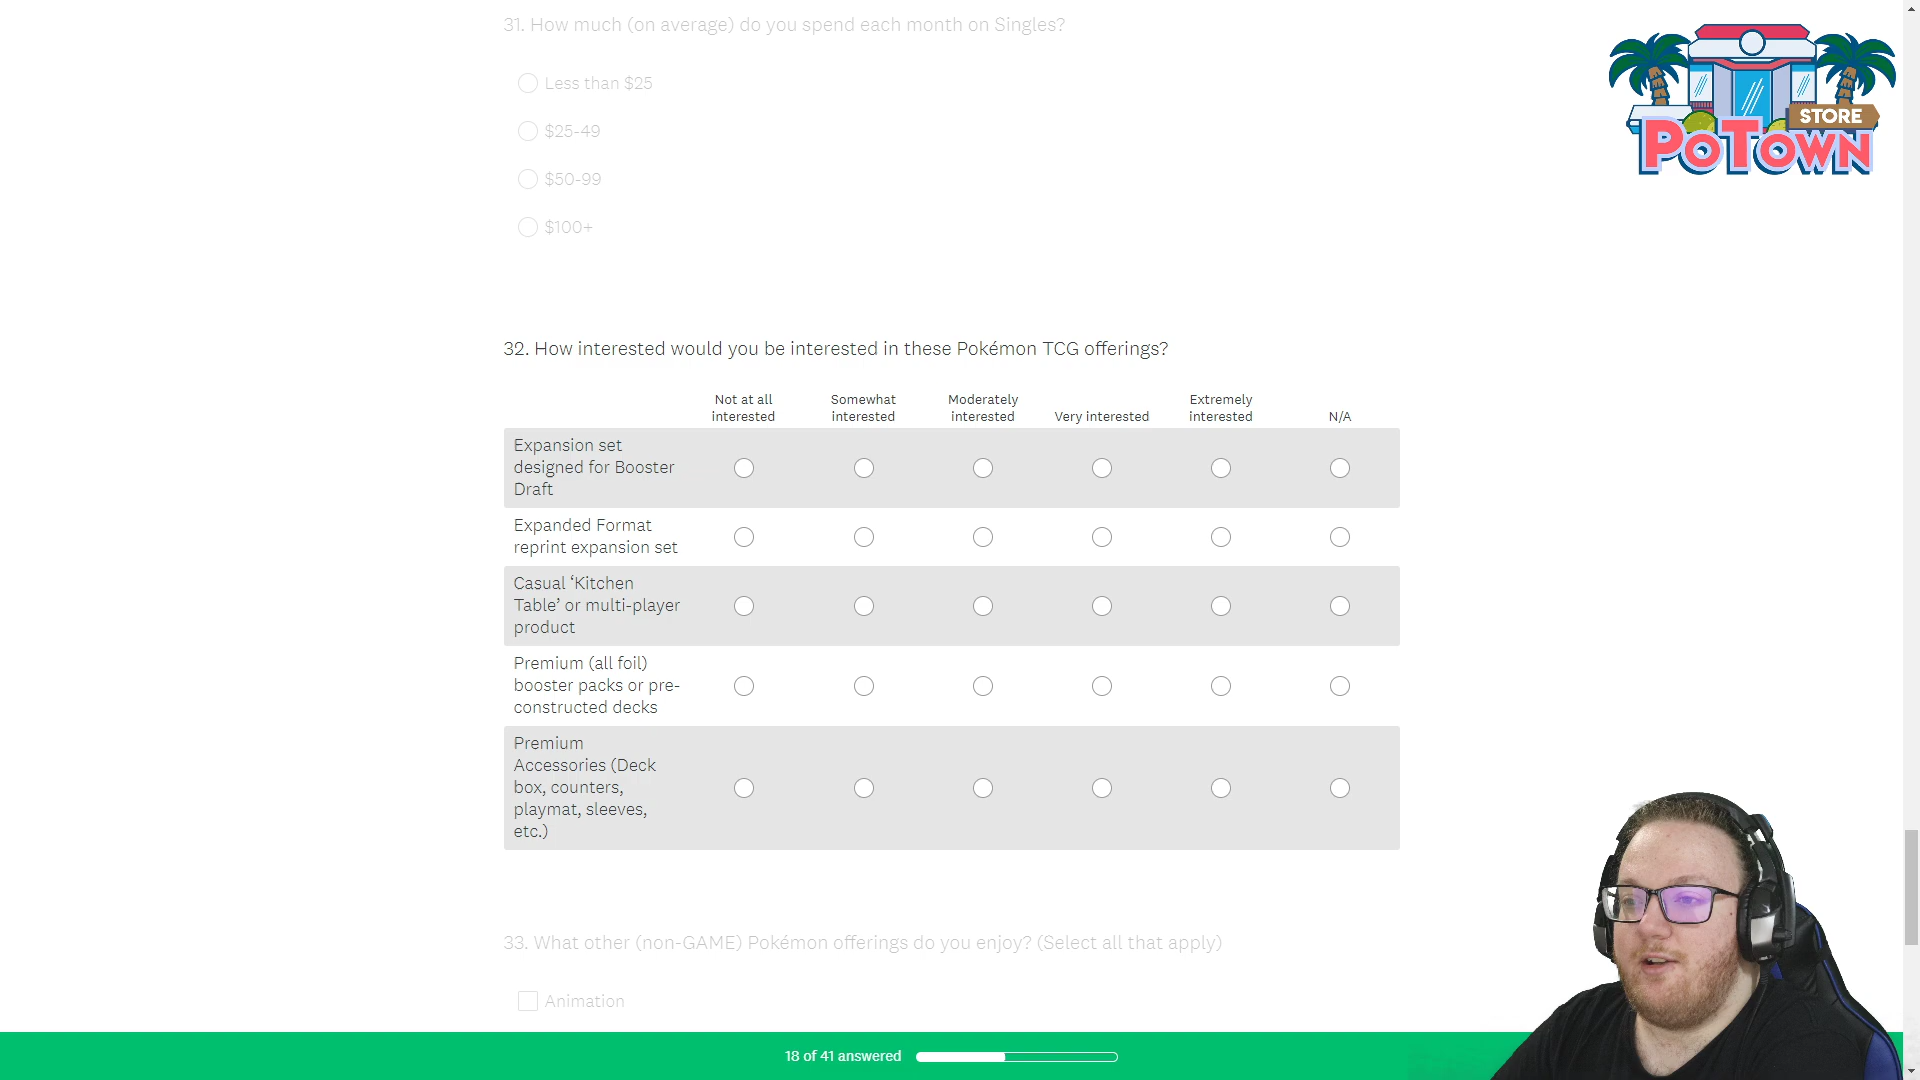 31. How much (on average) do you spend each month on Singles?
Less than $25
$25-49
$50-99
$100+
STORE
POTOWN
32. How interested would you be interested in these Pokémon TCG offerings?
Not at all interested
Somewhat interested
Moderately interested
Very interested
Extremely interested
N/A
Expansion set
designed for Booster
Draft
Expanded Format
reprint expansion set
Casual ‘Kitchen
Table’ or multi-player
product
Premium (all foil)
booster packs or pre-
constructed decks
Premium
Accessories (Deck
box, counters,
playmat, sleeves,
etc.)
33. What other (non-GAME) Pokémon offerings do you enjoy? (Select all that apply)
Animation
18 of 41 answered